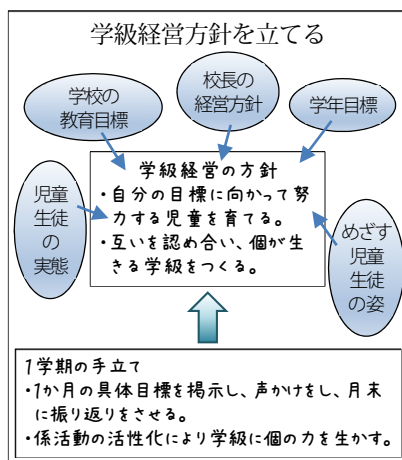 学級経営方針を立てる
学校の
教育目標
校長の
経営方針
学年目標
児童
生徒
の
実態
学級経営の方針
・自分の目標に向かって努
力する児童を育てる。
・互いを認め合い、個が生
きる学級をつくる。
めざす
児童
生徒
の姿
1学期の手立て
・1か月の具体目標を掲示し、声かけをし、月末
に振り返りをさせる。
・係活動の活性化により学級に個の力を生かす。